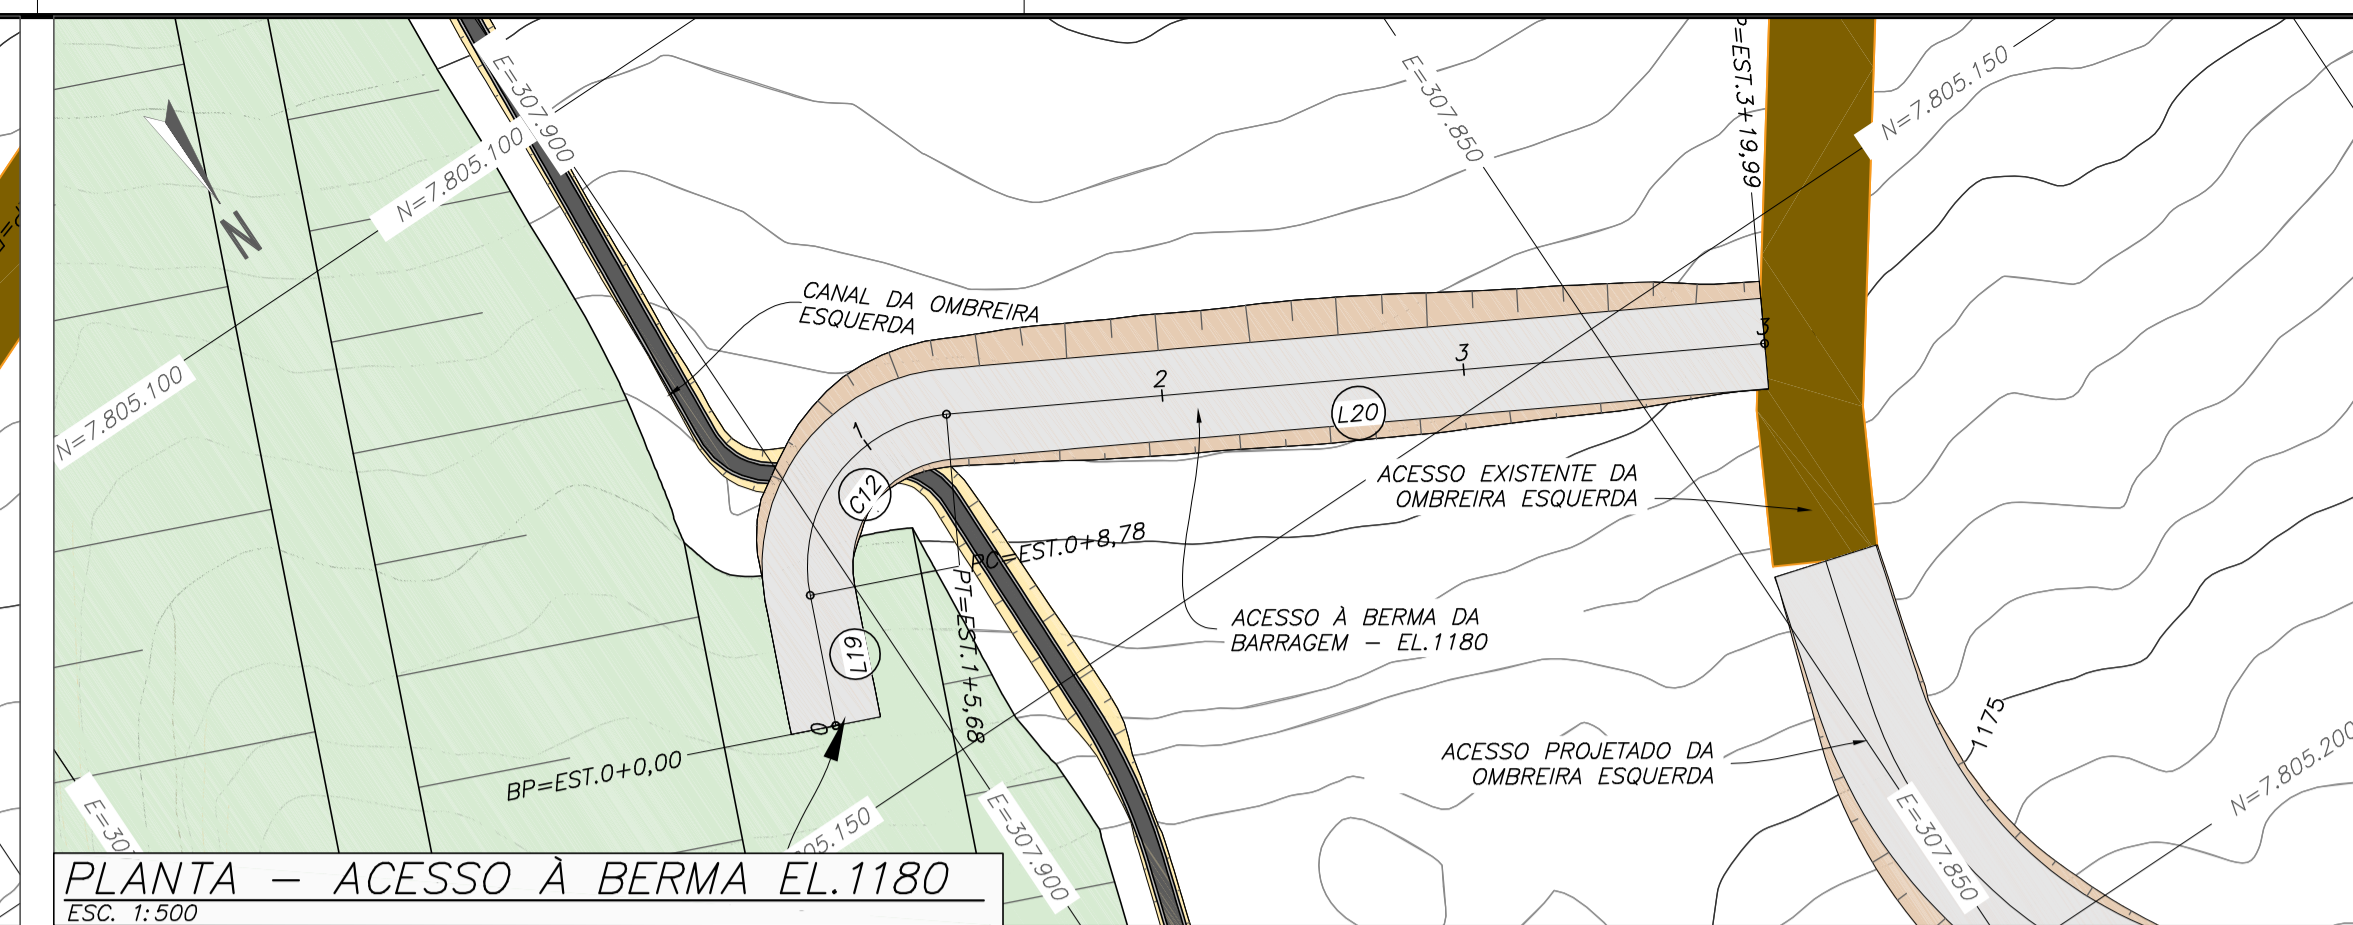 P=EST.3+19,99
E=307.900
E=307.850
N=7.805.150
N=7.805.100
N
CANAL DA OMBREIRA
ESQUERDA
3
2
3
1
L20
N=7.805.100
C12
ACESSO EXISTENTE DA
OMBREIRA ESQUERDA
PC=EST.0+8,78
PT=EST.1+5,68
ACESSO À BERMA DA
BARRAGEM - EL.1180
L19
0
BP=EST.0+0,00
1175
ACESSO PROJETADO DA
OMBREIRA ESQUERDA
N=7.805.200
E=307
05.150
E=307.900
E=307.850
PLANTA - ACESSO À BERMA EL.1180
ESC. 1:500